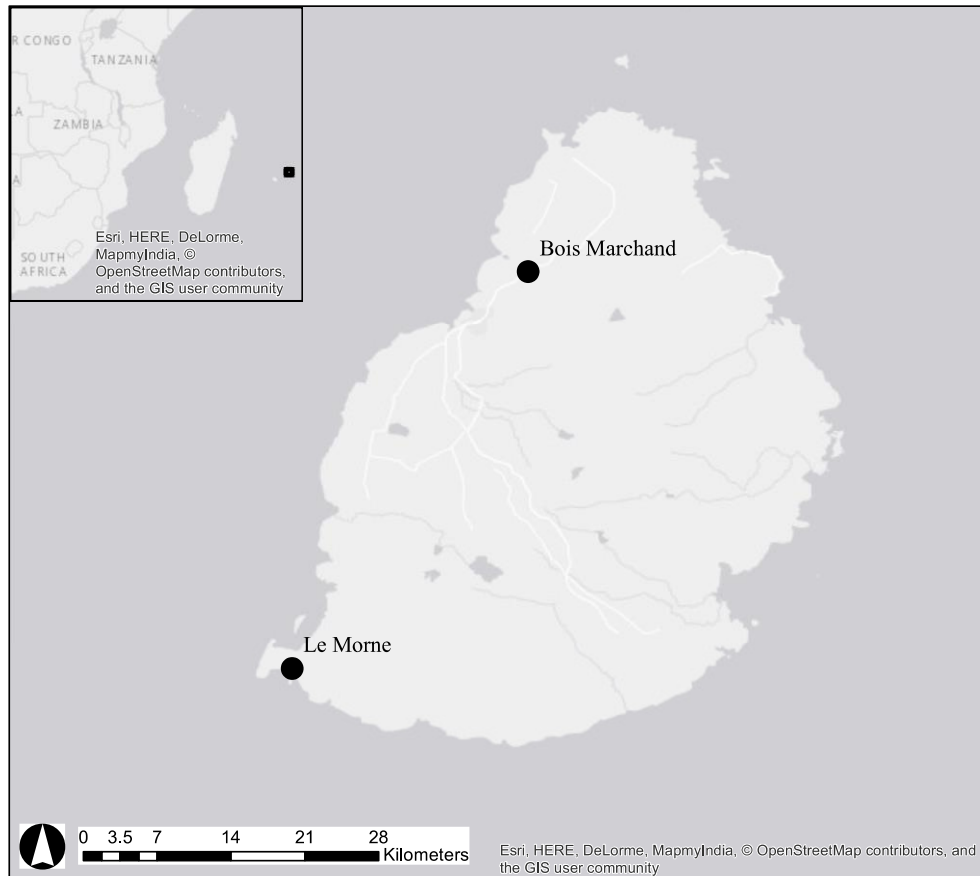 R CONGO
TANZANIA
A
ZAMBIA
A
SOUTH
AFRICA
Esri, HERE, DeLorme,
MapmyIndia, ©
OpenStreetMap contributors,
and the GIS user community
Bois Marchand
Le Morne
0 3.5 7 14 21 28
Kilometers
Esri, HERE, DeLorme, MapmyIndia, © OpenStreetMap contributors, and
the GIS user community